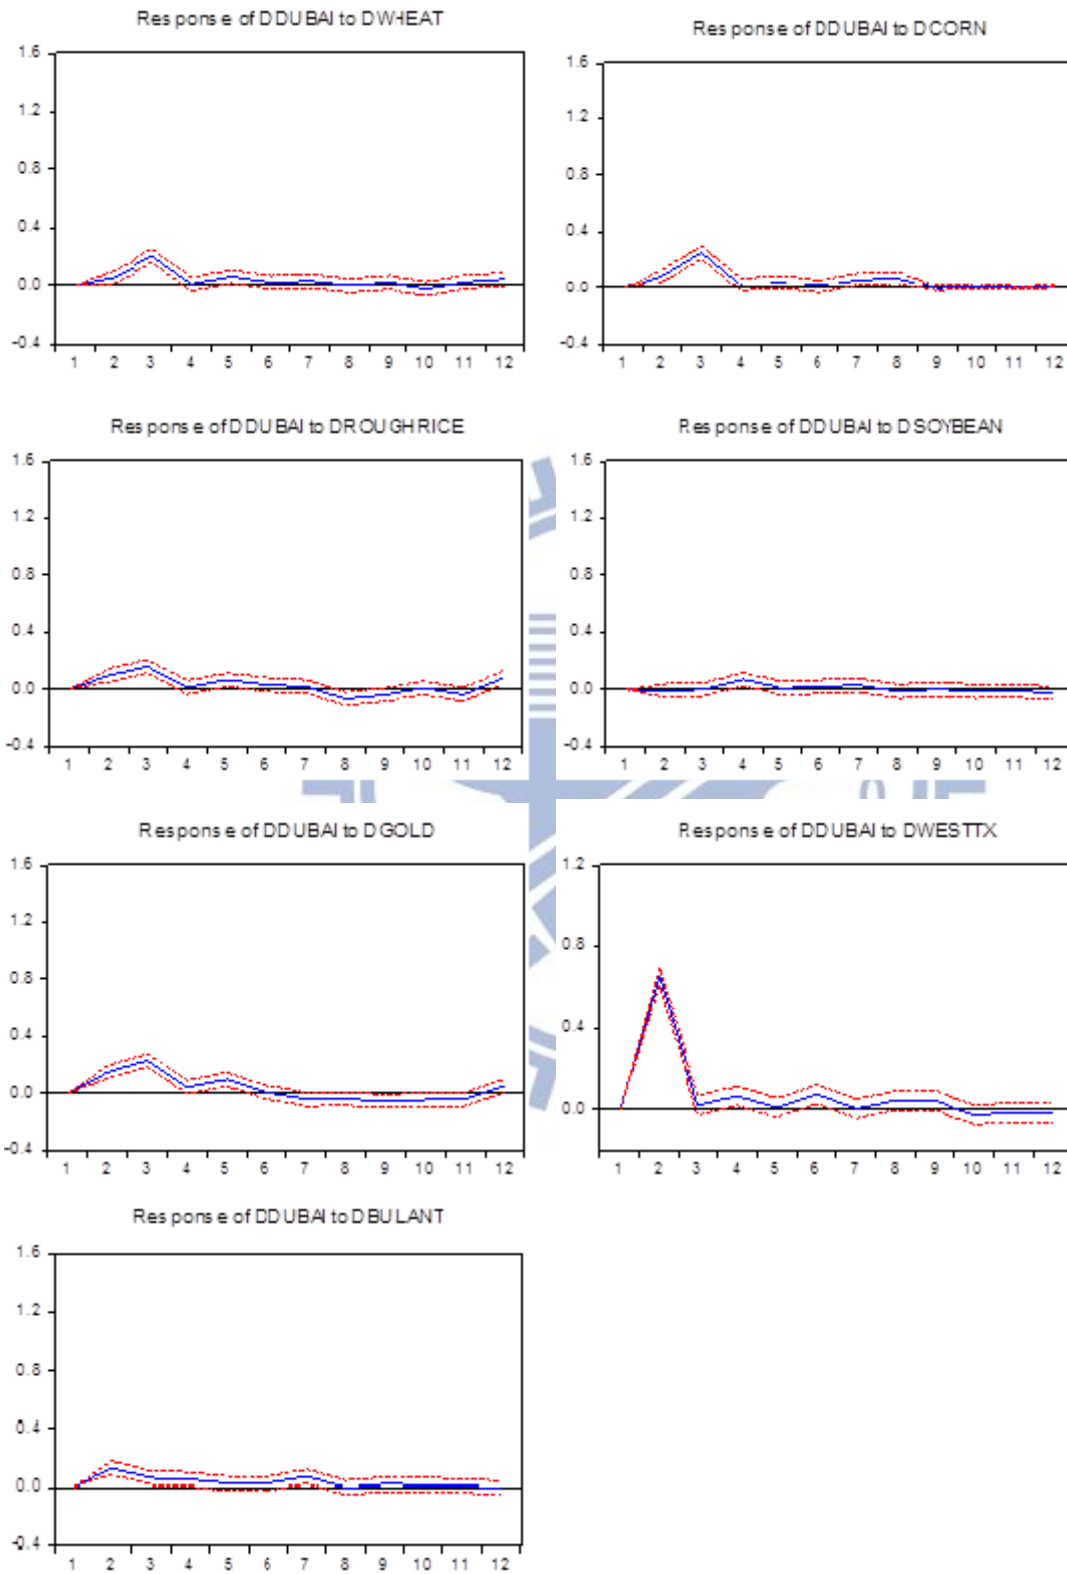 Response of DDUBAI to DWHEAT
1.6
1.2
0.8
0.4
0.0
-0.4
1 2 3 4 5 6 7 8 9 10 11 12
Response of DDUBAI to DCORN
1.6
1.2
0.8
0.4
0.0
-0.4
1 2 3 4 5 6 7 8 9 10 11 12
Response of DDUBAI to DROUGHRICE
1.6
1.2
0.8
0.4
0.0
-0.4
1 2 3 4 5 6 7 8 9 10 11 12
Response of DDUBAI to DSOYBEAN
1.6
1.2
0.8
0.4
0.0
-0.4
1 2 3 4 5 6 7 8 9 10 11 12
Response of DDUBAI to DGOLD
1.6
1.2
0.8
0.4
0.0
-0.4
1 2 3 4 5 6 7 8 9 10 11 12
Response of DDUBAI to DWESTTX
1.2
0.8
0.4
0.0
1 2 3 4 5 6 7 8 9 10 11 12
Response of DDUBAI to DBULANT
1.6
1.2
0.8
0.4
0.0
-0.4
1 2 3 4 5 6 7 8 9 10 11 12